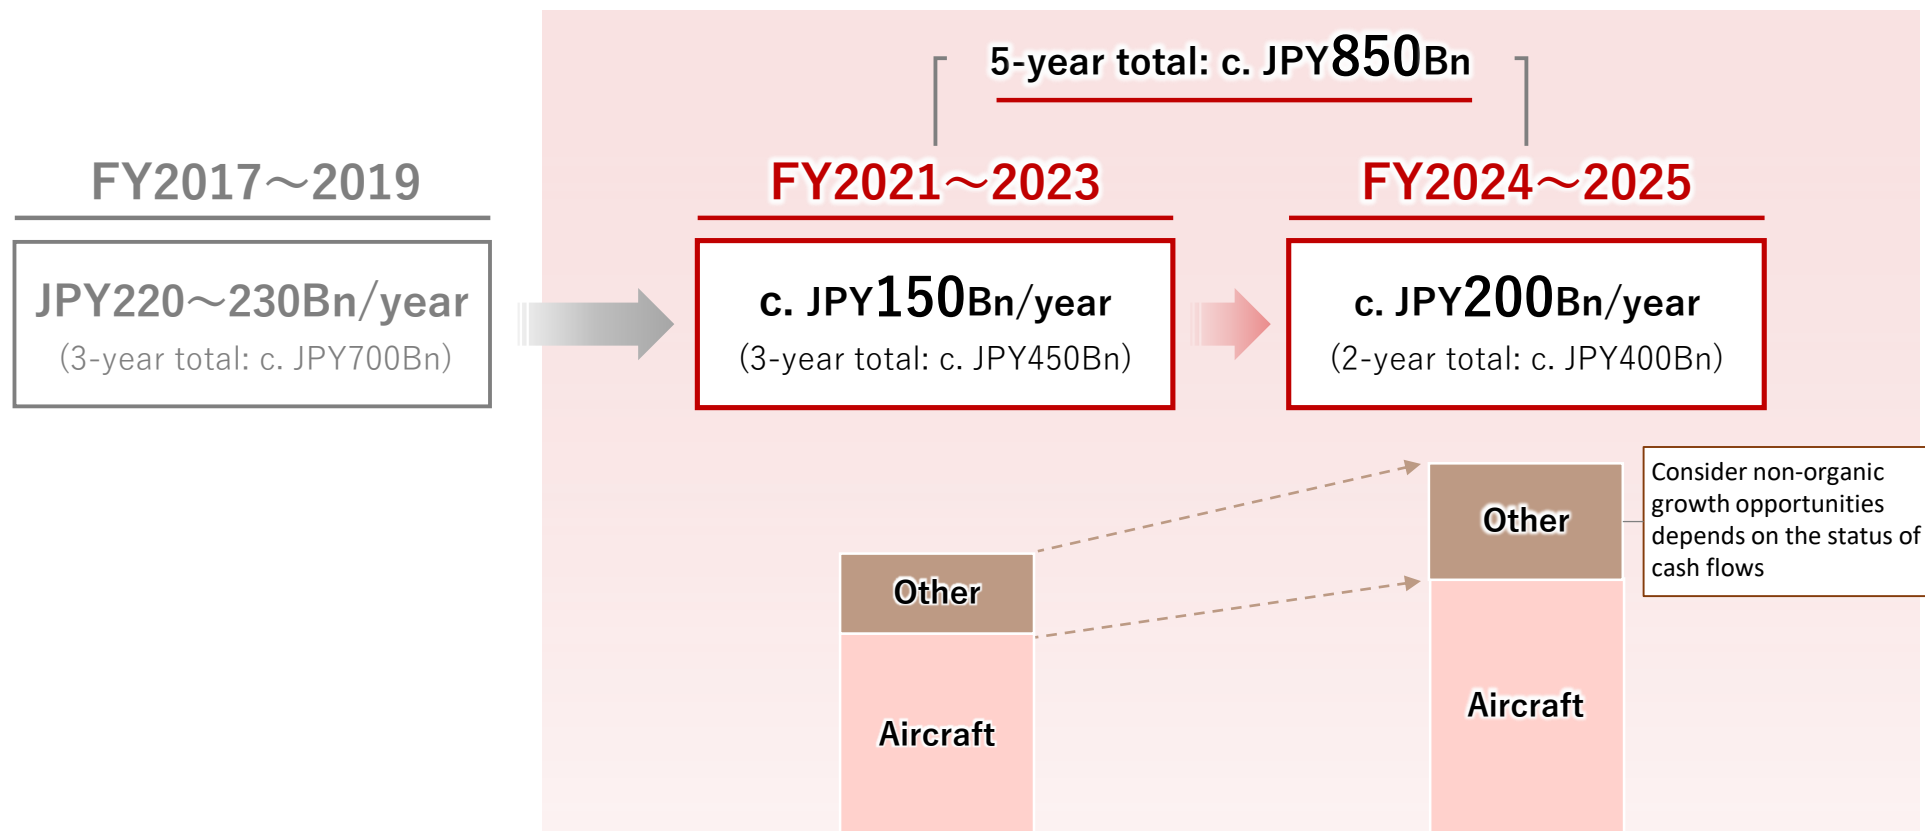 5-year total: c. JPY850Bn
FY2017～2019
JPY220～230Bn/year
(3-year total: c. JPY700Bn)
FY2021～2023
c. JPY150Bn/year
(3-year total: c. JPY450Bn)
FY2024～2025
c. JPY200Bn/year
(2-year total: c. JPY400Bn)
Other
Aircraft
Other
Aircraft
Consider non-organic
growth opportunities
depends on the status of
cash flows